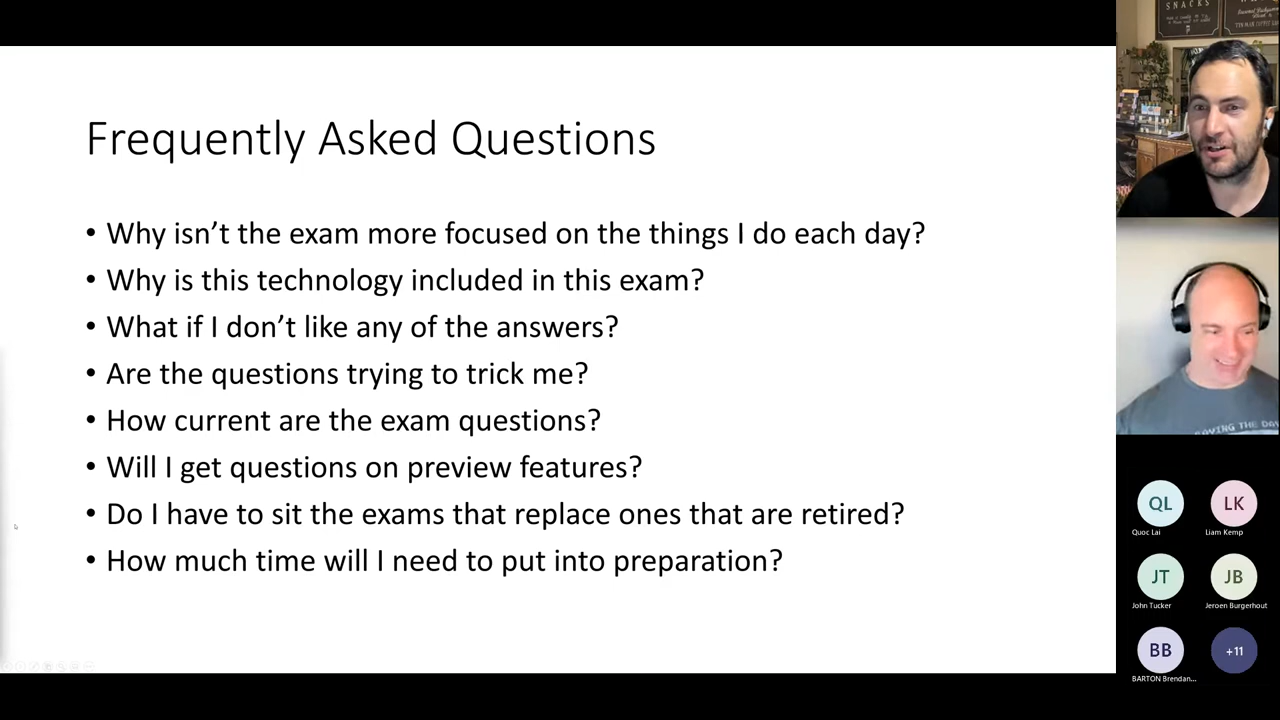 Frequently Asked Questions
• Why isn’t the exam more focused on the things I do each day?
• Why is this technology included in this exam?
• What if I don’t like any of the answers?
• Are the questions trying to trick me?
• How current are the exam questions?
• Will I get questions on preview features?
• Do I have to sit the exams that replace ones that are retired?
• How much time will I need to put into preparation?
SNACKS
SAVING THE DAY
QL
LK
Quoc Lai
Liam Kemp
JT
JB
John Tucker
Jeroen Burgerhout
BB
+11
BARTON Brendan...